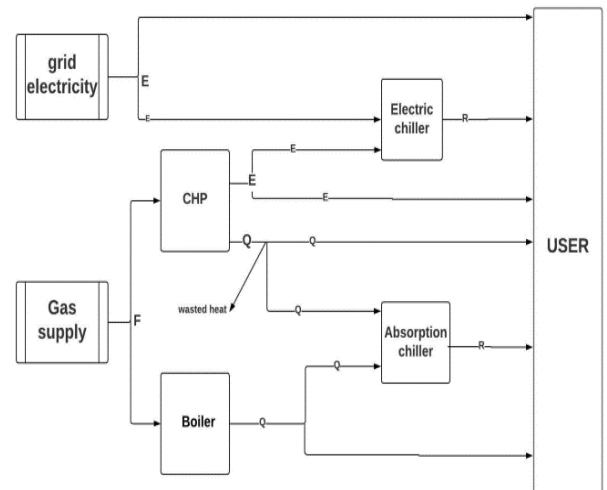 grid
electricity
E
E
Electric
chiller
R
E
CHP
E
E
Q
Q
USER
wasted heat
Q
Gas
supply
F
Absorption
chiller
R
Q
Boiler
Q